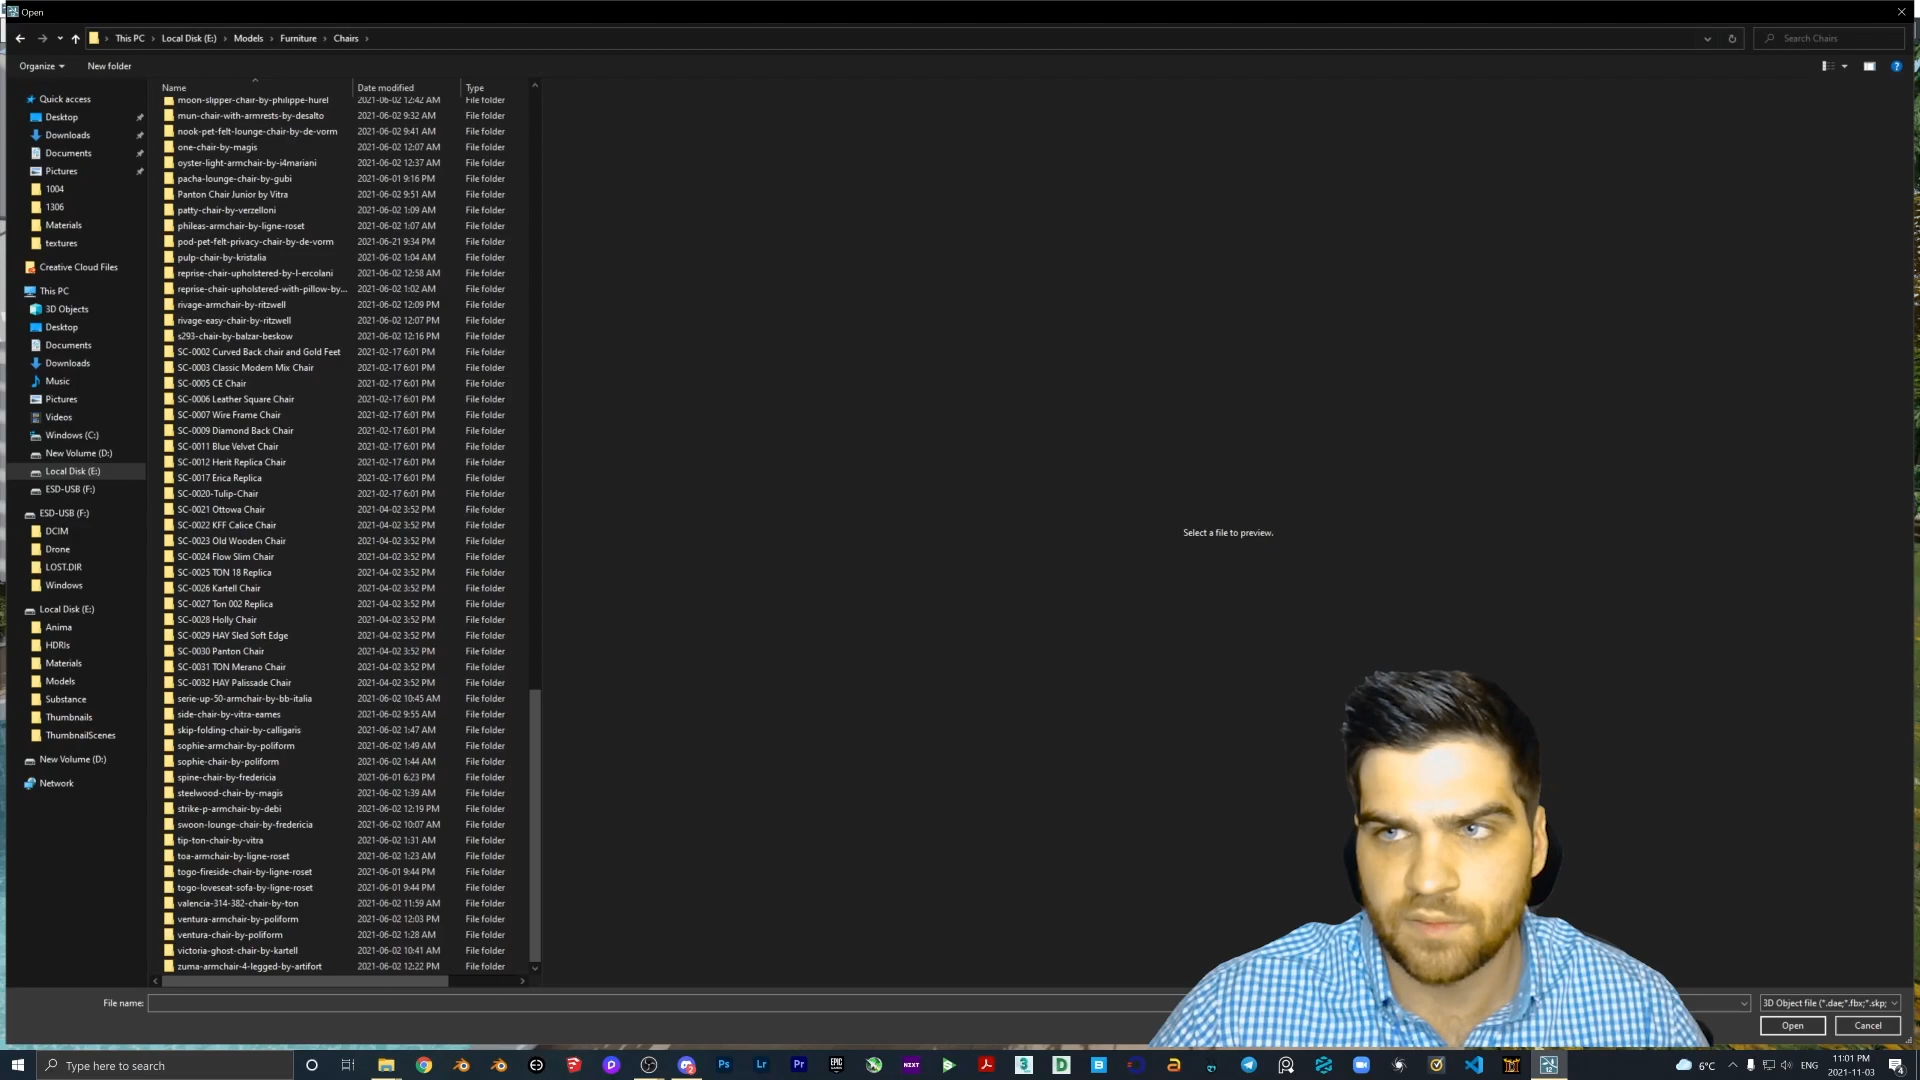 Open
This PC > Local Disk (E:) > Models > Furniture > Chairs >
Search Chairs
Organize
New folder
Quick access
Desktop
Downloads
Documents
Pictures
1004
1306
Materials
textures
Creative Cloud Files
This PC
3D Objects
Desktop
Documents
Downloads
Music
Pictures
Videos
Windows (C:)
New Volume (D:)
Local Disk (E:)
ESD-USB (F:)
ESD-USB (F:)
DCIM
Drone
LOST.DIR
Windows
Local Disk (E:)
Anima
HDRIs
Materials
Models
Substance
Thumbnails
ThumbnailScenes
New Volume (D:)
Network
Name Date modified Type
moon-slipper-chair-by-philippe-hurel 2021-06-02 12:42 AM File folder
mun-chair-with-armrests-by-desalto 2021-06-02 9:32 AM File folder
nook-pet-felt-lounge-chair-by-de-vorm 2021-06-02 9:41 AM File folder
one-chair-by-magis 2021-06-02 12:07 AM File folder
oyster-light-armchair-by-i4mariani 2021-06-02 12:37 AM File folder
pacha-lounge-chair-by-gubi 2021-06-01 9:16 PM File folder
Panton Chair Junior by Vitra 2021-06-02 9:51 AM File folder
patty-chair-by-verzelloni 2021-06-02 1:09 AM File folder
phileas-armchair-by-ligne-roset 2021-06-02 1:07 AM File folder
pod-pet-felt-privacy-chair-by-de-vorm 2021-06-21 9:34 PM File folder
pulp-chair-by-kristalia 2021-06-02 1:04 AM File folder
reprise-chair-upholstered-by-l-ercolani 2021-06-02 12:58 AM File folder
reprise-chair-upholstered-with-pillow-by... 2021-06-02 1:02 AM File folder
rivage-armchair-by-ritzwell 2021-06-02 12:09 PM File folder
rivage-easy-chair-by-ritzwell 2021-06-02 12:07 PM File folder
s293-chair-by-balzar-beskow 2021-06-02 12:16 PM File folder
SC-0002 Curved Back chair and Gold Feet 2021-02-17 6:01 PM File folder
SC-0003 Classic Modern Mix Chair 2021-02-17 6:01 PM File folder
SC-0005 CE Chair 2021-02-17 6:01 PM File folder
SC-0006 Leather Square Chair 2021-02-17 6:01 PM File folder
SC-0007 Wire Frame Chair 2021-02-17 6:01 PM File folder
SC-0009 Diamond Back Chair 2021-02-17 6:01 PM File folder
SC-0011 Blue Velvet Chair 2021-02-17 6:01 PM File folder
SC-0012 Herit Replica Chair 2021-02-17 6:01 PM File folder
SC-0017 Erica Replica 2021-02-17 6:01 PM File folder
SC-0020-Tulip-Chair 2021-02-17 6:01 PM File folder
SC-0021 Ottowa Chair 2021-04-02 3:52 PM File folder
SC-0022 KFF Calice Chair 2021-04-02 3:52 PM File folder
SC-0023 Old Wooden Chair 2021-04-02 3:52 PM File folder
SC-0024 Flow Slim Chair 2021-04-02 3:52 PM File folder
SC-0025 TON 18 Replica 2021-04-02 3:52 PM File folder
SC-0026 Kartell Chair 2021-04-02 3:52 PM File folder
SC-0027 Ton 002 Replica 2021-04-02 3:52 PM File folder
SC-0028 Holly Chair 2021-04-02 3:52 PM File folder
SC-0029 HAY Sled Soft Edge 2021-04-02 3:52 PM File folder
SC-0030 Panton Chair 2021-04-02 3:52 PM File folder
SC-0031 TON Merano Chair 2021-04-02 3:52 PM File folder
SC-0032 HAY Palissade Chair 2021-04-02 3:52 PM File folder
serie-up-50-armchair-by-bb-italia 2021-06-02 10:45 AM File folder
side-chair-by-vitra-eames 2021-06-02 9:55 AM File folder
skip-folding-chair-by-calligaris 2021-06-02 1:47 AM File folder
sophie-armchair-by-poliform 2021-06-02 1:49 AM File folder
sophie-chair-by-poliform 2021-06-02 1:44 AM File folder
spine-chair-by-fredericia 2021-06-01 6:23 PM File folder
steelwood-chair-by-magis 2021-06-02 1:39 AM File folder
strike-p-armchair-by-debi 2021-06-02 12:19 PM File folder
swoon-lounge-chair-by-fredericia 2021-06-02 10:07 AM File folder
tip-ton-chair-by-vitra 2021-06-02 1:31 AM File folder
toa-armchair-by-ligne-roset 2021-06-02 1:23 AM File folder
togo-fireside-chair-by-ligne-roset 2021-06-01 9:44 PM File folder
togo-loveseat-sofa-by-ligne-roset 2021-06-01 9:44 PM File folder
valencia-314-382-chair-by-ton 2021-06-02 11:59 AM File folder
ventura-armchair-by-poliform 2021-06-02 12:03 PM File folder
ventura-chair-by-poliform 2021-06-02 1:28 AM File folder
victoria-ghost-chair-by-kartell 2021-06-02 10:41 AM File folder
zuma-armchair-4-legged-by-artifort 2021-06-02 12:22 PM File folder
Select a file to preview.
File name:
3D Object file (*.dae;*.fbx;*.skp;
Open
Cancel
Type here to search
Ps
Lr
Pr
EPIC
NIXT
6°C
ENG
11:01 PM
2021-11-03